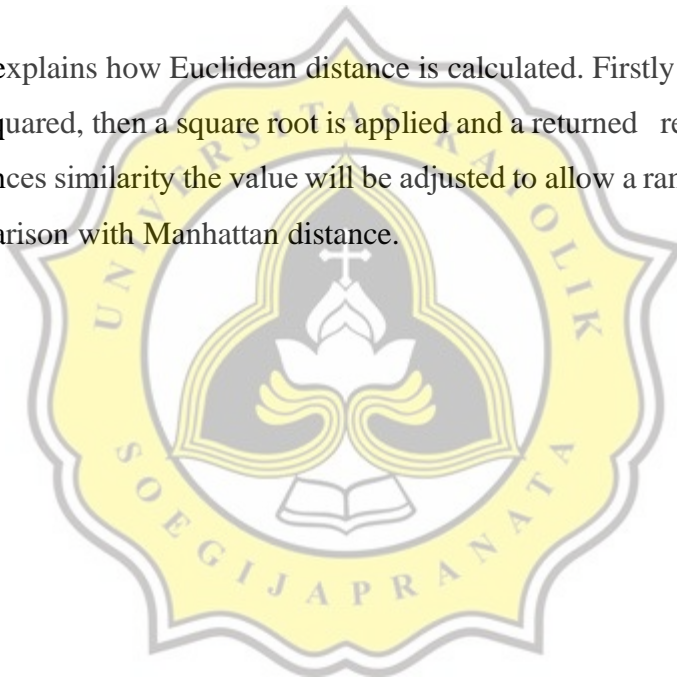 explains how Euclidean distance is calculated. Firstly
quared, then a square root is applied and a returned re
nces similarity the value will be adjusted to allow a ran
arison with Manhattan distance.
UNIVERSITAS KATOLIK
SOEGIJAPRANATA